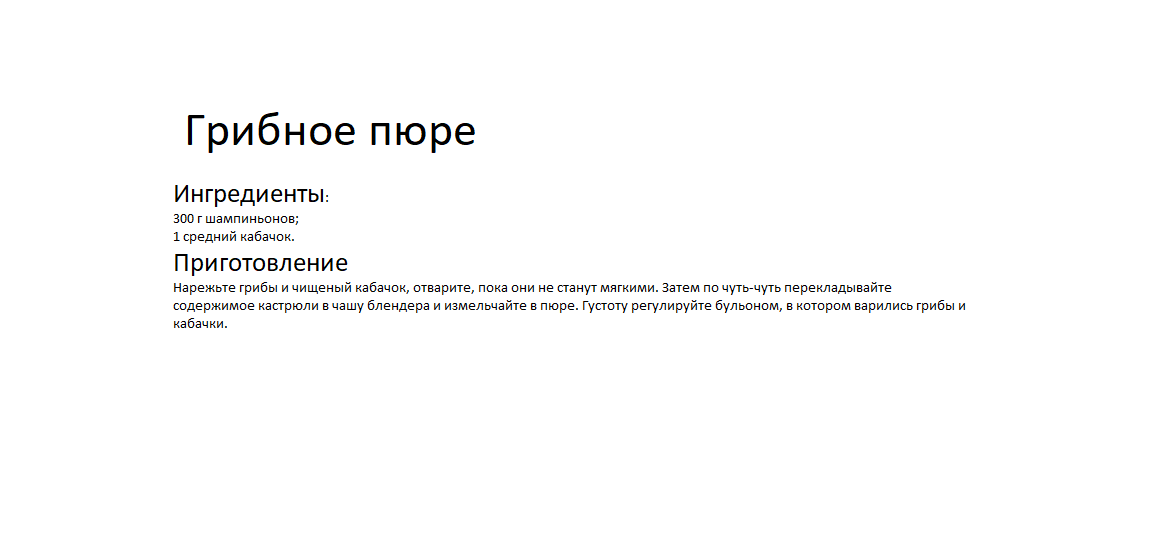 Грибное пюре
Ингредиенты:
300 г шампиньонов;
1 средний кабачок.
Приготовление
Нарежьте грибы и чищеный кабачок, отварите, пока они не станут мягкими. Затем по чуть-чуть перекладывайте
содержимое кастрюли в чашу блендера и измельчайте в пюре. Густоту регулируйте бульоном, в котором варились грибы и
кабачки.